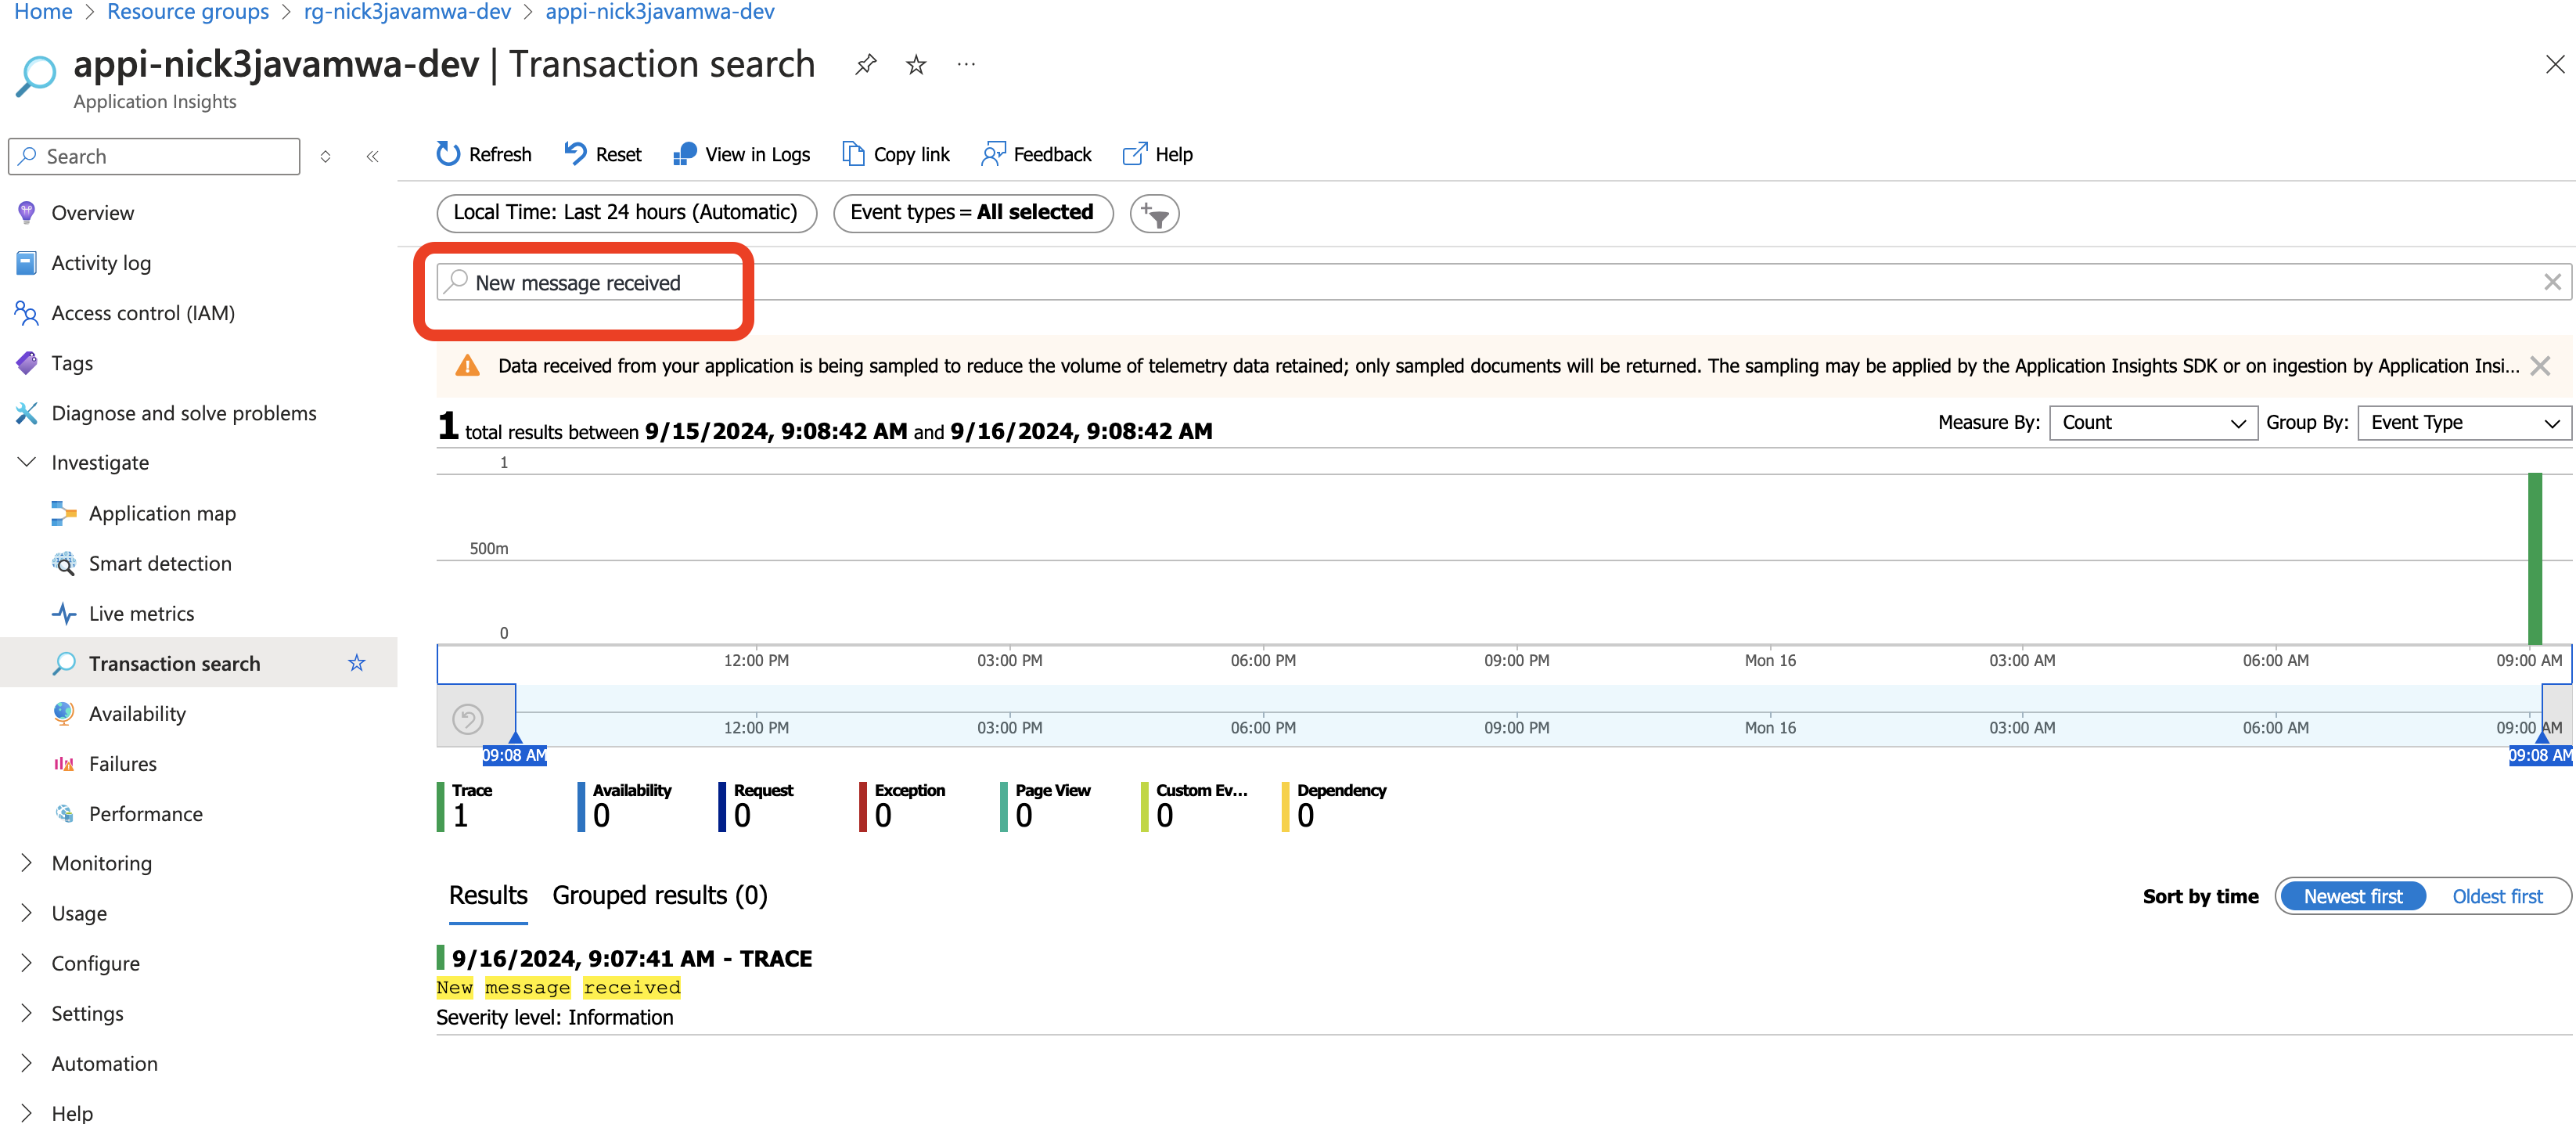 Home > Resource groups > rg-nick3javamwa-dev > appi-nick3javamwa-dev
appi-nick3javamwa-dev | Transaction search ...
Application Insights
Search
Refresh Reset View in Logs Copy link Feedback Help
Overview
Activity log
Access control (IAM)
Tags
Diagnose and solve problems
Investigate
Application map
Smart detection
Live metrics
Transaction search
Availability
Failures
Performance
Monitoring
Usage
Configure
Settings
Automation
Help
Local Time: Last 24 hours (Automatic) Event types = All selected
New message received
Data received from your application is being sampled to reduce the volume of telemetry data retained; only sampled documents will be returned. The sampling may be applied by the Application Insights SDK or on ingestion by Application Insi...
1 total results between 9/15/2024, 9:08:42 AM and 9/16/2024, 9:08:42 AM
Measure By: Count Group By: Event Type
1
500m
0
12:00 PM 03:00 PM 06:00 PM 09:00 PM Mon 16 03:00 AM 06:00 AM 09:00 AM
12:00 PM 03:00 PM 06:00 PM 09:00 PM Mon 16 03:00 AM 06:00 AM 09:00 AM
09:08 AM 09:08 AM
Trace Availability Request Exception Page View Custom Ev... Dependency
1 0 0 0 0 0 0
Results Grouped results (0)
Sort by time Newest first Oldest first
9/16/2024, 9:07:41 AM - TRACE
New message received
Severity level: Information